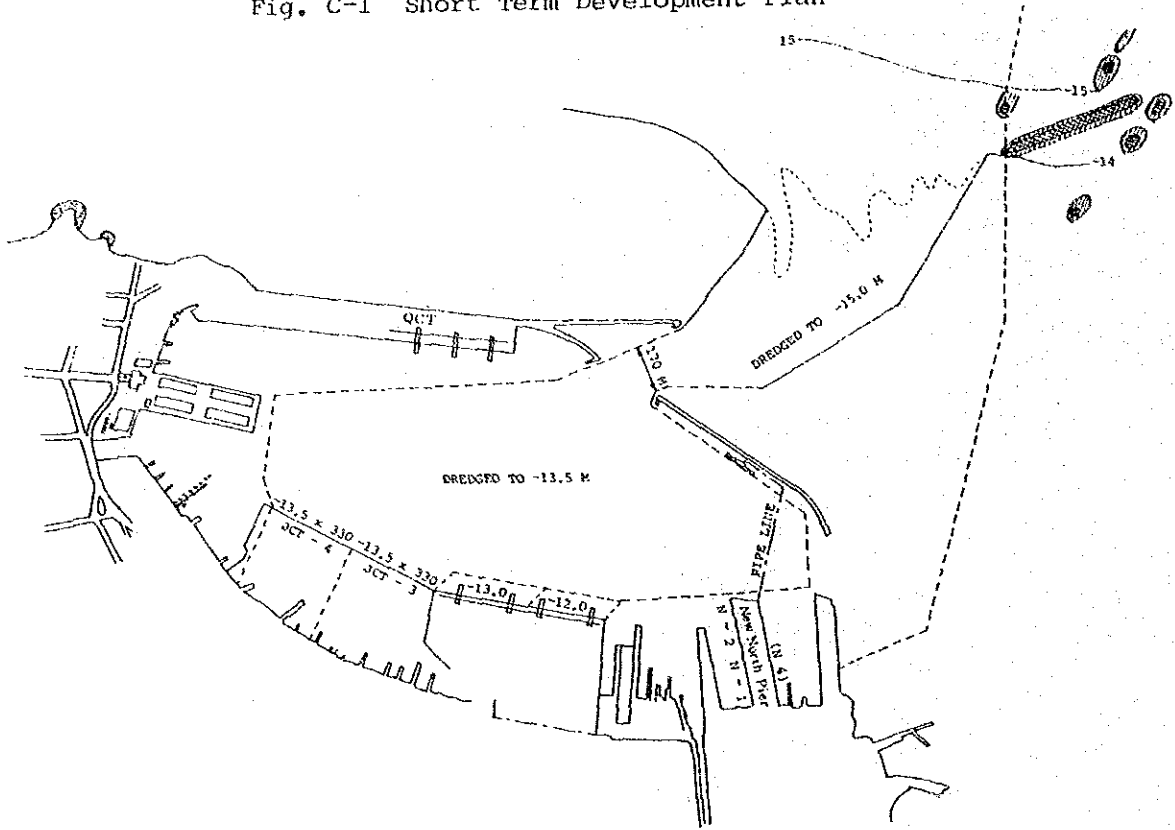 Fig. C-1 Short Term Development Plan
15
-15
-14
QCT
DREDGED TO -15.0 M
DREDGED TO -13.5 M
-13.5 x 330
-13.5 x 330
JCT - 4
JCT - 3
-13.0
-12.0
PIPE LINE
N - 2
N - 1
New North Pier
(N 4)